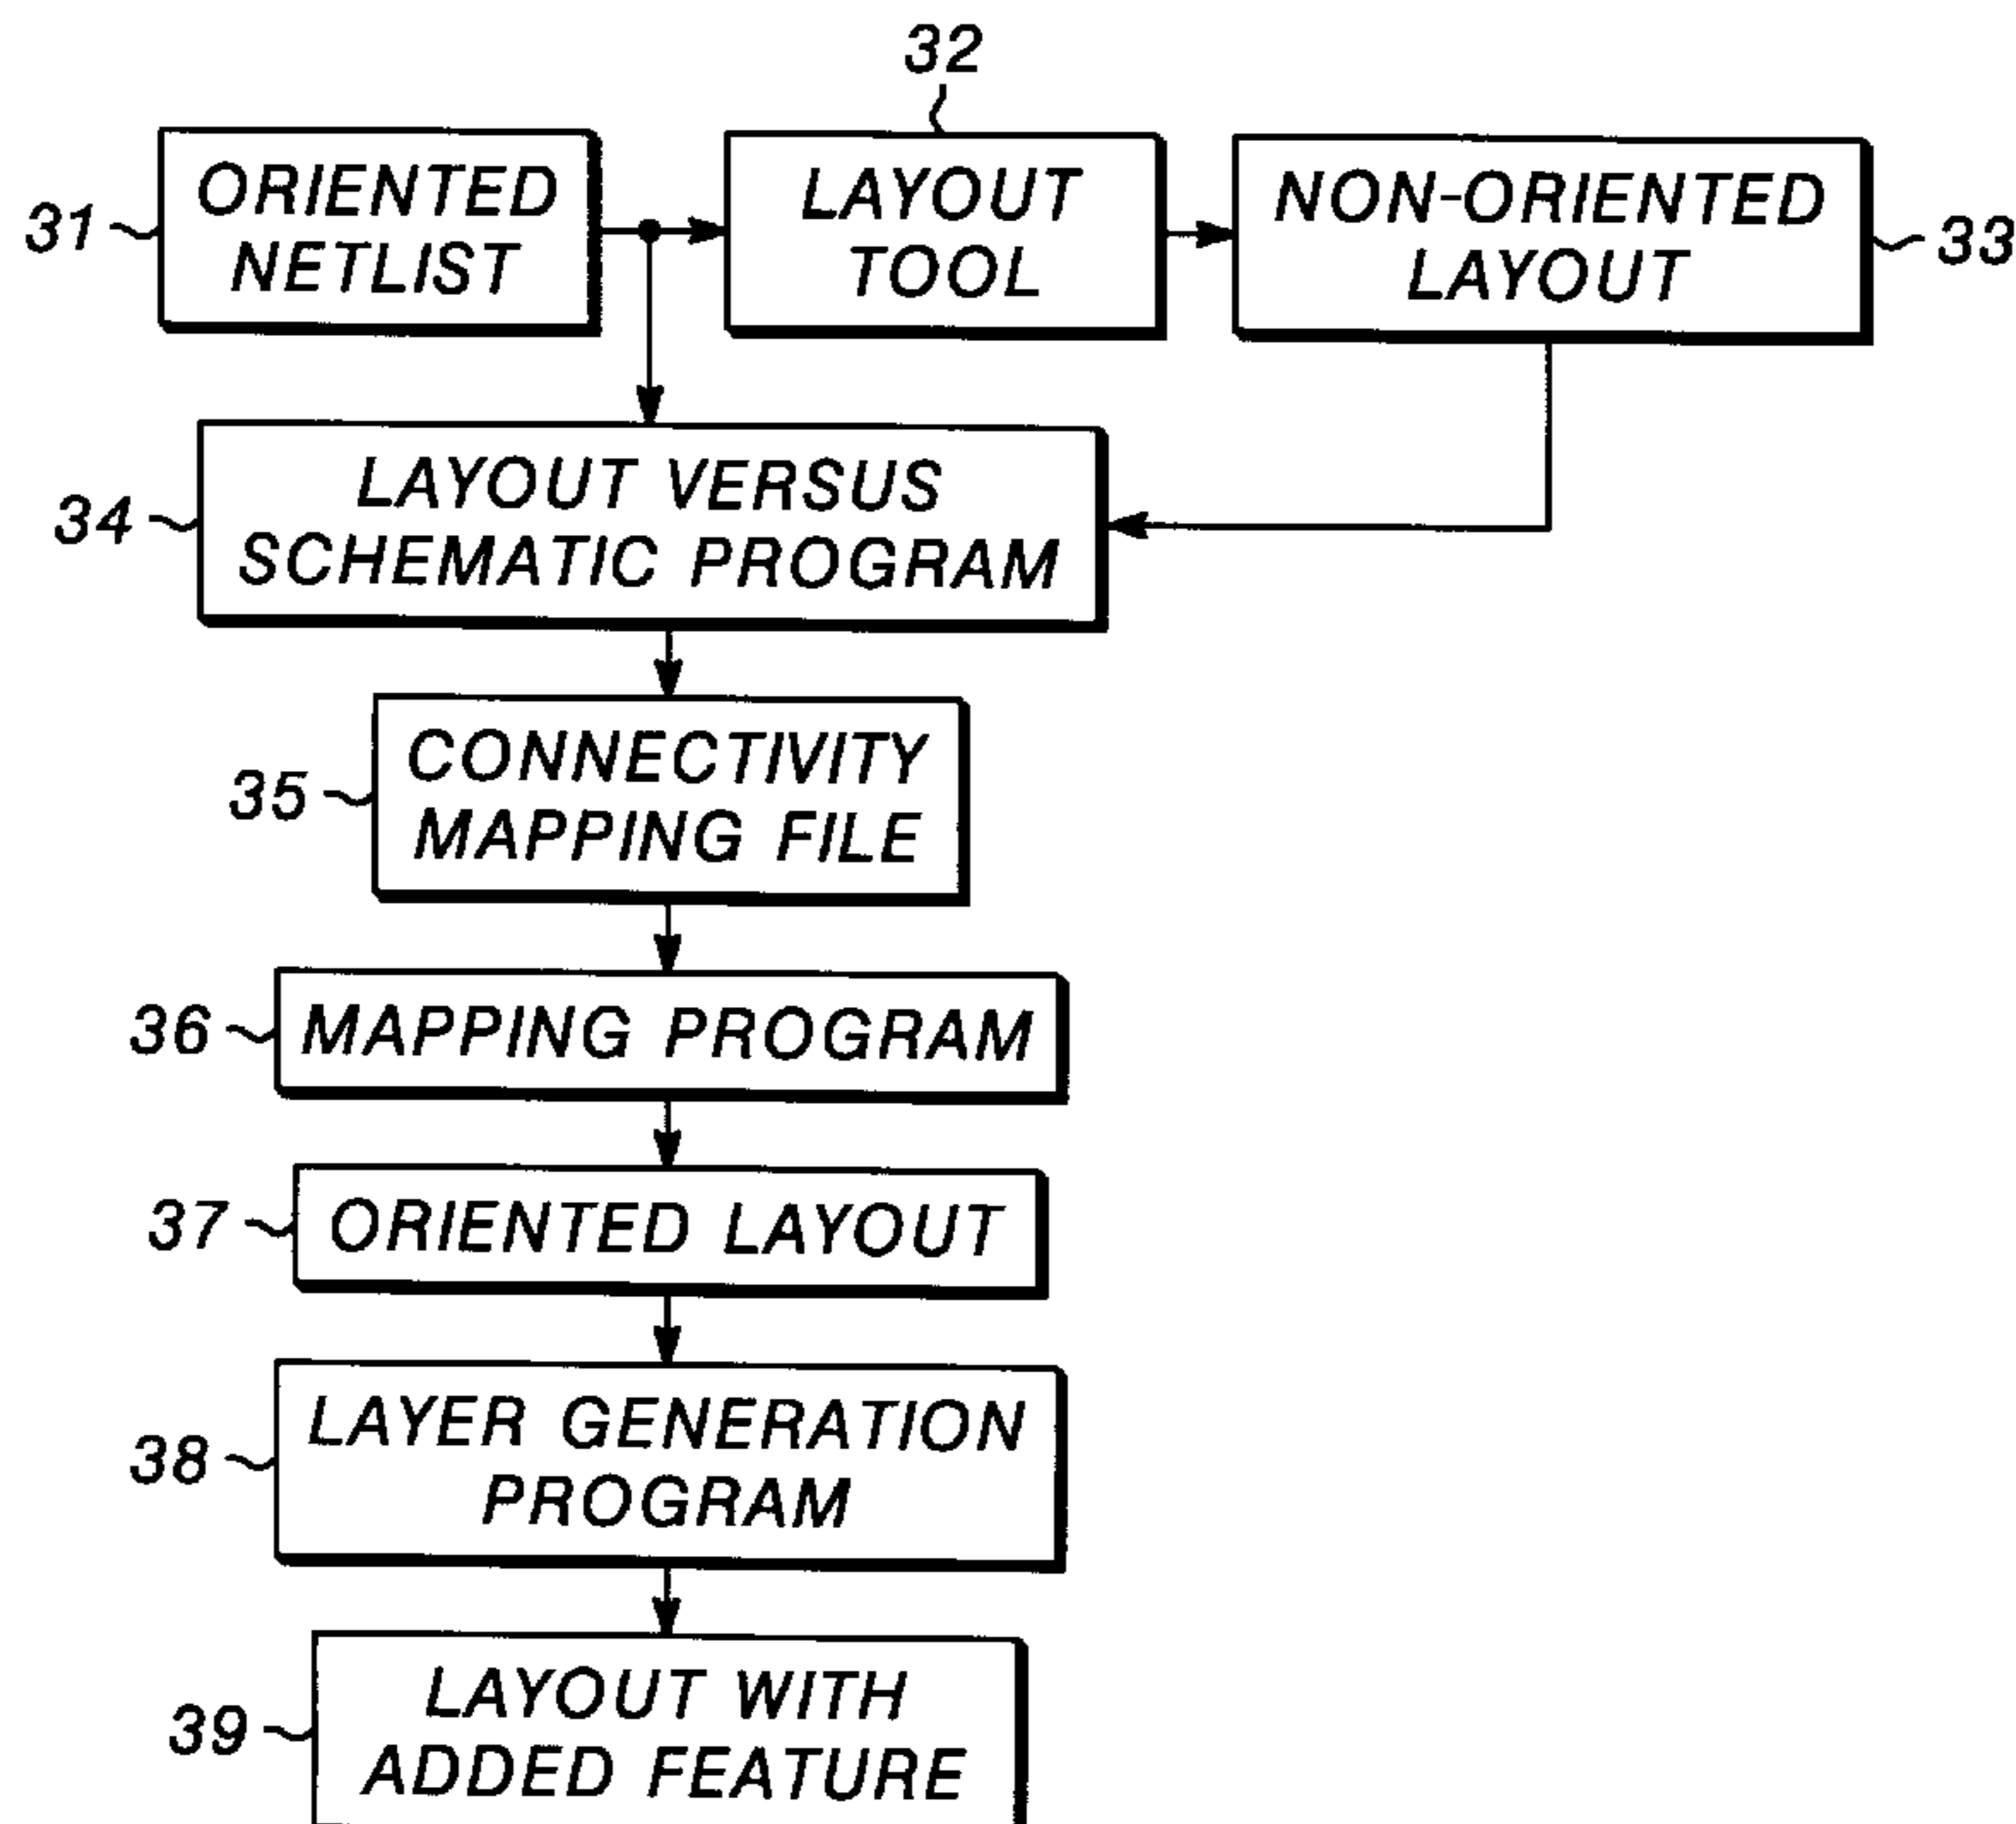 32
31
ORIENTED
NETLIST
LAYOUT
TOOL
NON-ORIENTED
LAYOUT
33
34
LAYOUT VERSUS
SCHEMATIC PROGRAM
35
CONNECTIVITY
MAPPING FILE
36
MAPPING PROGRAM
37
ORIENTED LAYOUT
38
LAYER GENERATION
PROGRAM
39
LAYOUT WITH
ADDED FEATURE